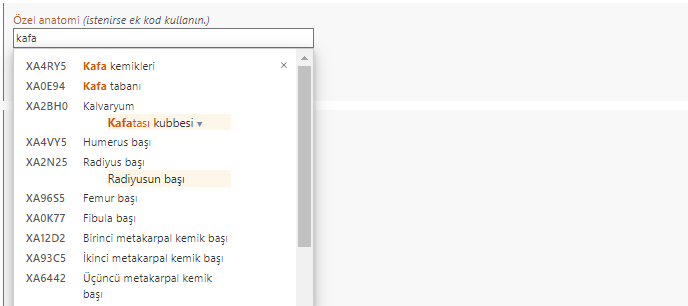 Özel anatomi (istenirse ek kod kullanın.)
kafa
XA4RY5 Kafa kemikleri ×
XA0E94 Kafa tabanı
XA2BH0 Kalvaryum
Kafatası kubbesi ▼
XA4VY5 Humerus başı
XA2N25 Radiyus başı
Radiyusun başı
XA96S5 Femur başı
XA0K77 Fibula başı
XA12D2 Birinci metakarpal kemik başı
XA93C5 İkinci metakarpal kemik başı
XA6442 Üçüncü metakarpal kemik
başı